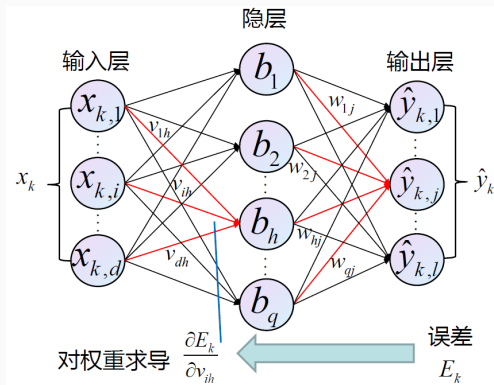 隐层
输入层
输出层
x_{k,1} b_1 ŷ_{k,1}
v_{1h} w_{1j}
b_2
x_k x_{k,i} v_{ih} w_{2j} ŷ_{k,j} ŷ_k
b_h
x_{k,d} v_{dh} w_{hj} ŷ_{k,l}
w_{qj}
b_q
对权重求导 ∂E_k/∂v_{ih} 误差
E_k